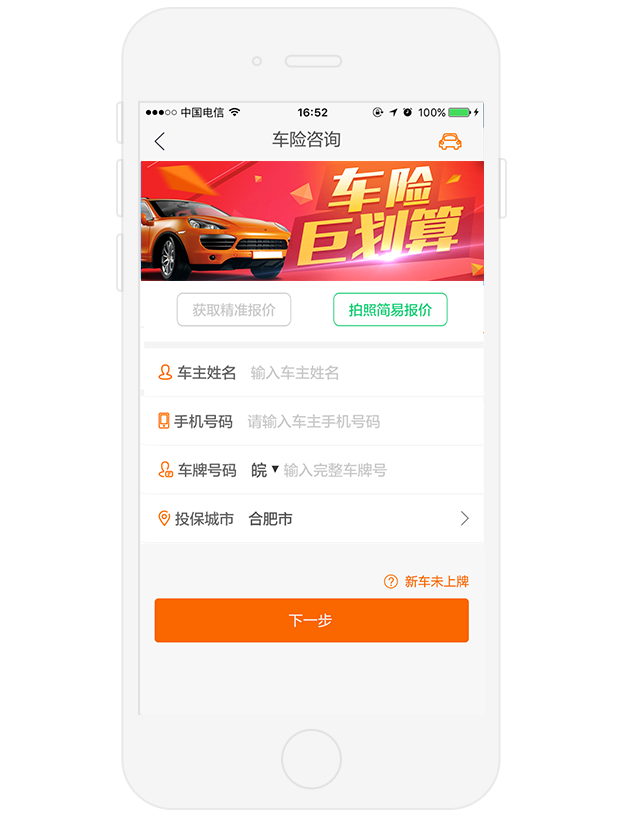 中国电信 16:52 100%
车险咨询
车险
巨划算
获取精准报价 拍照简易报价
车主姓名 输入车主姓名
手机号码 请输入车主手机号码
车牌号码 皖 输入完整车牌号
投保城市 合肥市
? 新车未上牌
下一步